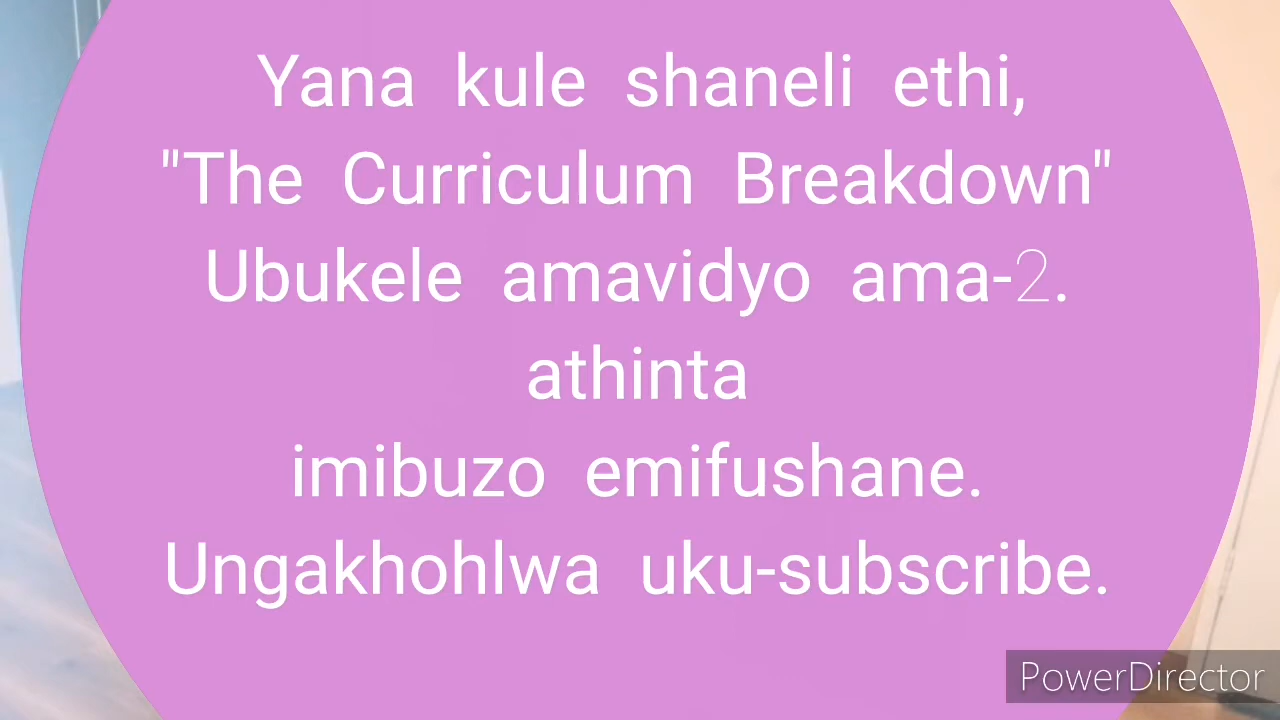 Yana kule shaneli ethi,
"The Curriculum Breakdown"
Ubukele amavidyo ama-2.
athinta
imibuzo emifushane.
Ungakhohlwa uku-subscribe.
PowerDirector